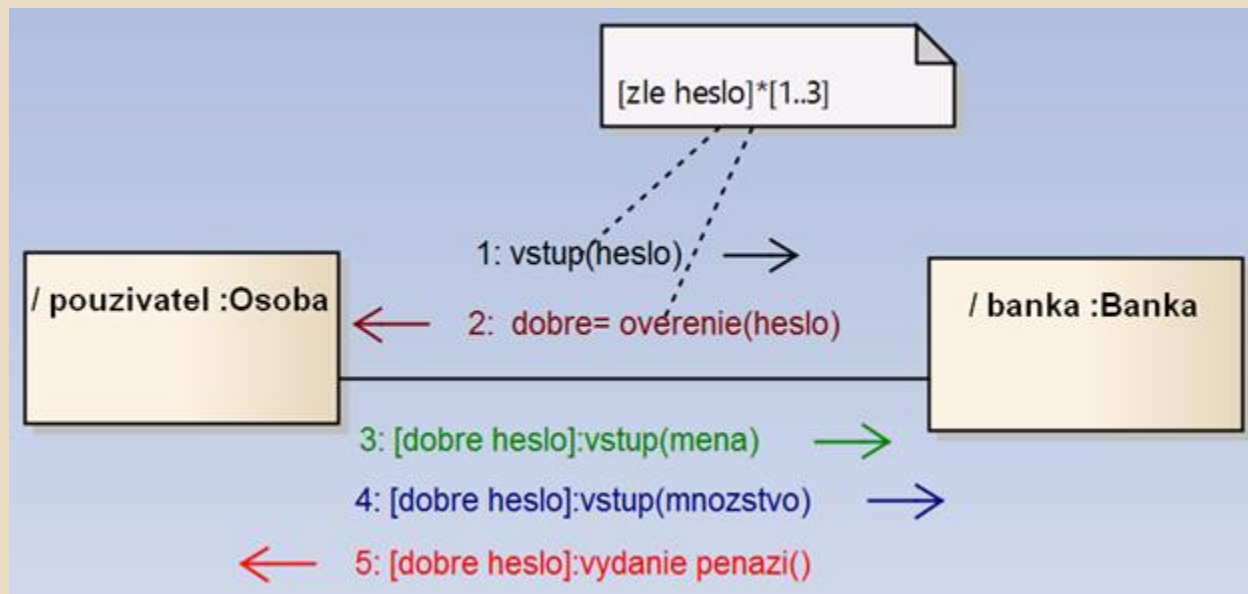 [zle heslo]*[1..3]
1: vstup(heslo)
/ pouzivatel :Osoba
/ banka :Banka
2: dobre= overenie(heslo)
3: [dobre heslo]:vstup(mena)
4: [dobre heslo]:vstup(mnozstvo)
5: [dobre heslo]:vydanie penazi()